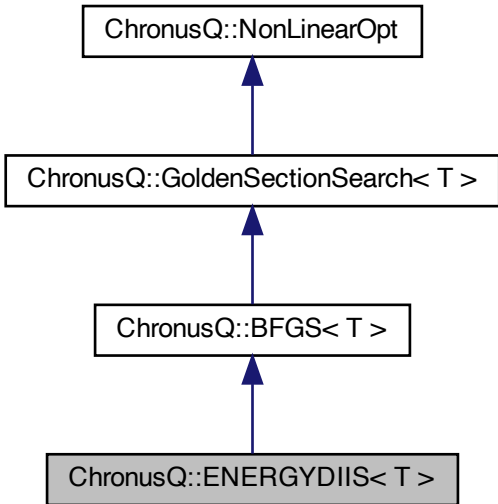 ChronusQ::NonLinearOpt
ChronusQ::GoldenSectionSearch< T >
ChronusQ::BFGS< T >
ChronusQ::ENERGYDIIS< T >